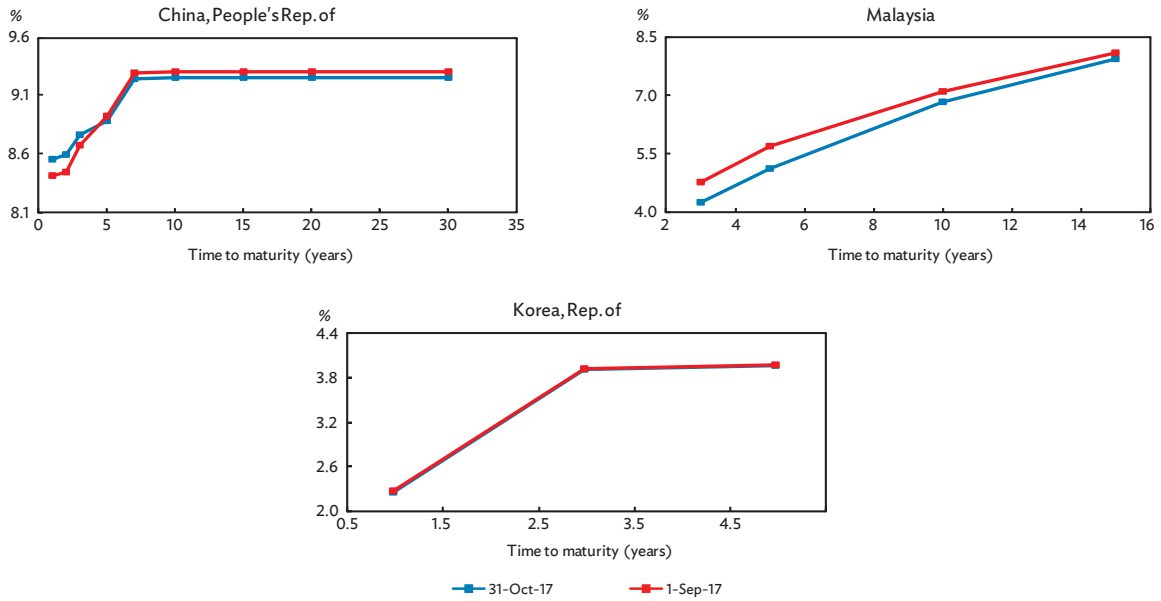 China, People's Rep. of
%
9.6
9.1
8.6
8.1
0 5 10 15 20 25 30 35
Time to maturity (years)
Malaysia
%
8.5
7.0
5.5
4.0
2 4 6 8 10 12 14 16
Time to maturity (years)
Korea, Rep. of
%
4.4
3.8
3.2
2.6
2.0
0.5 1.5 2.5 3.5 4.5
Time to maturity (years)
31-Oct-17 1-Sep-17